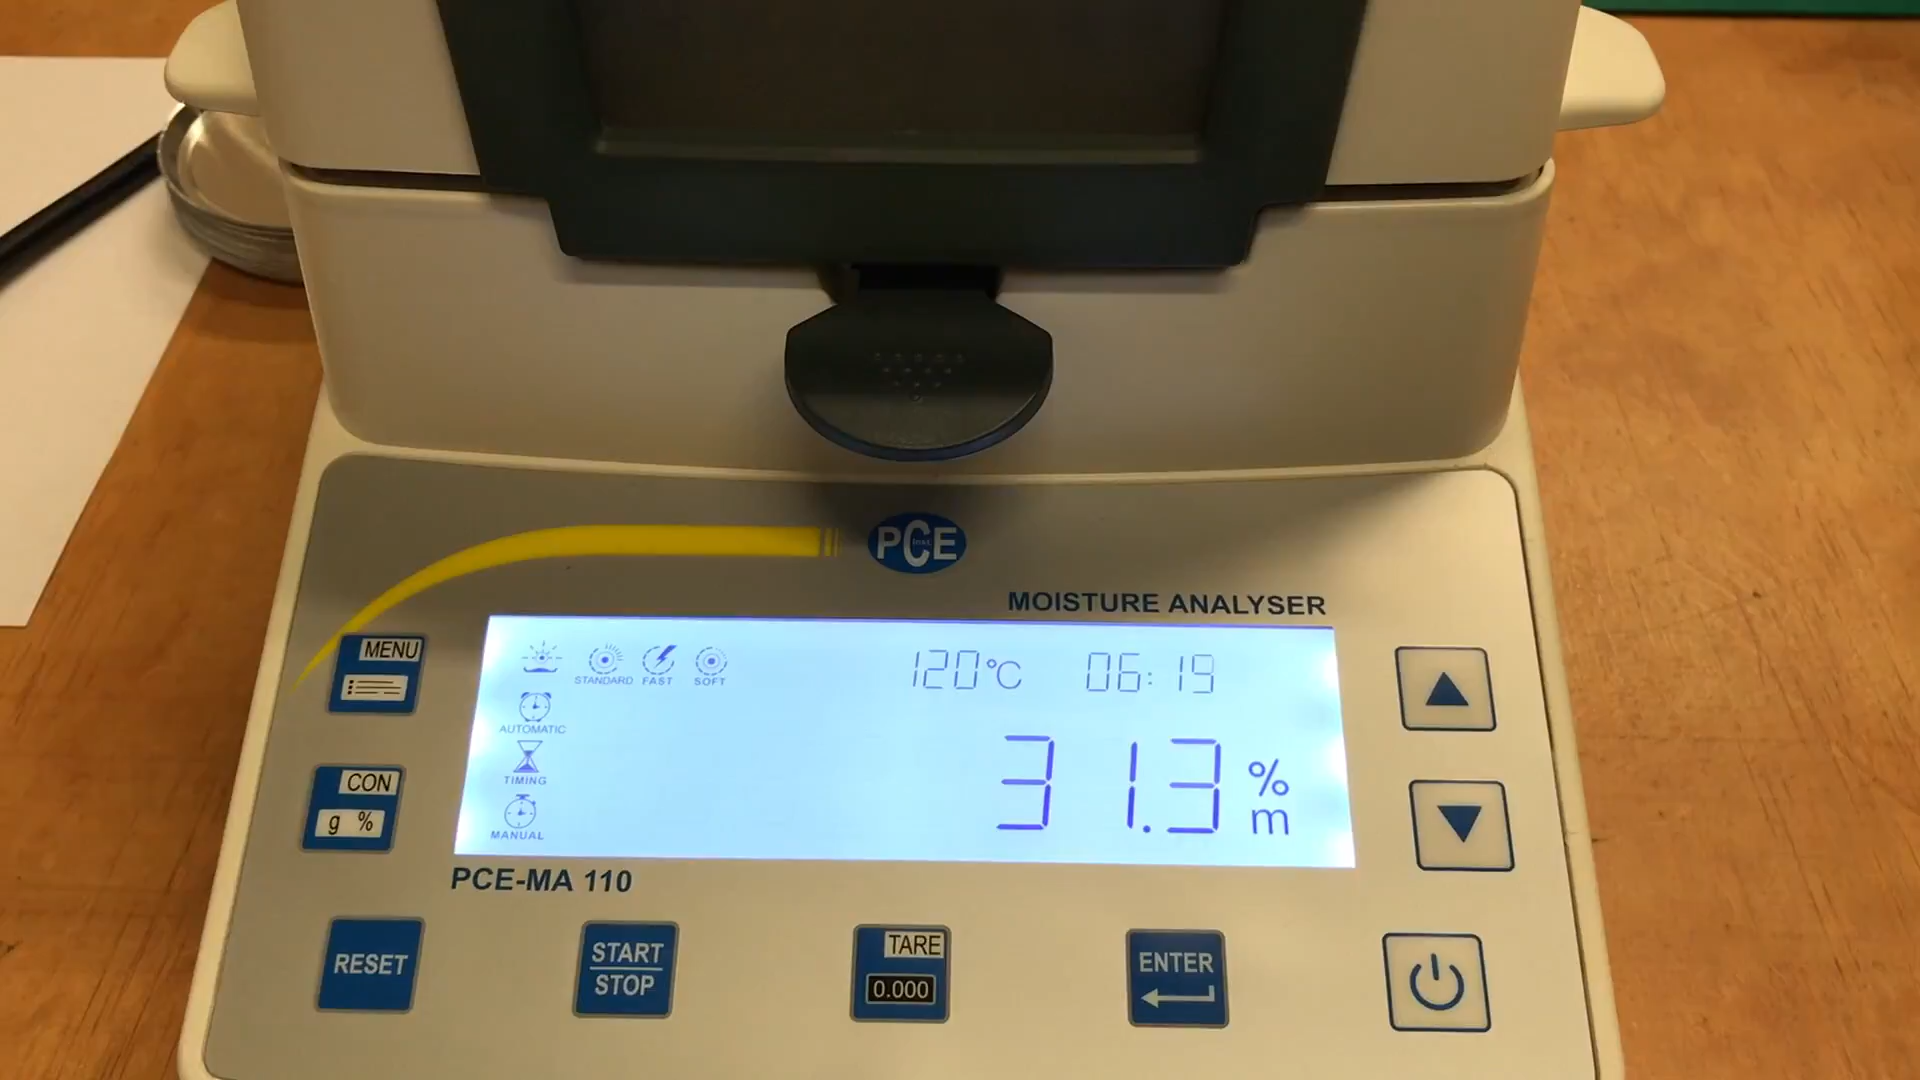 PCE
Inst.
MOISTURE ANALYSER
MENU
STANDARD FAST SOFT
120°C 06:19
AUTOMATIC
TIMING
MANUAL
31.3 % m
CON
g %
PCE-MA 110
RESET
START
STOP
TARE
0.000
ENTER